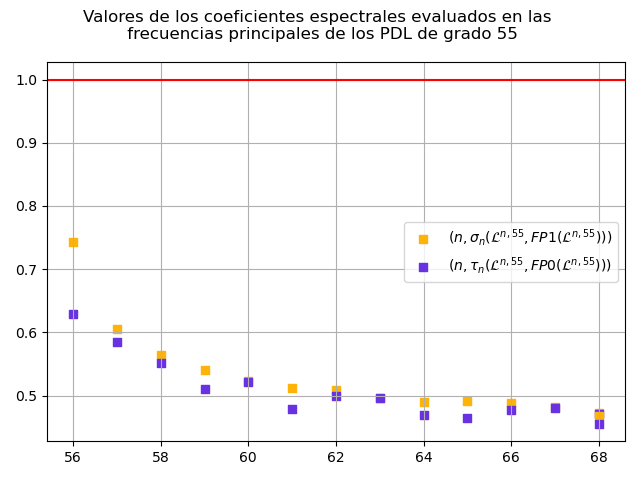 Valores de los coeficientes espectrales evaluados en las
frecuencias principales de los PDL de grado 55
1.0
0.9
0.8
0.7
0.6
0.5
(n, σₙ(ℒⁿ,⁵⁵, FP1(ℒⁿ,⁵⁵)))
(n, τₙ(ℒⁿ,⁵⁵, FP0(ℒⁿ,⁵⁵)))
56 58 60 62 64 66 68